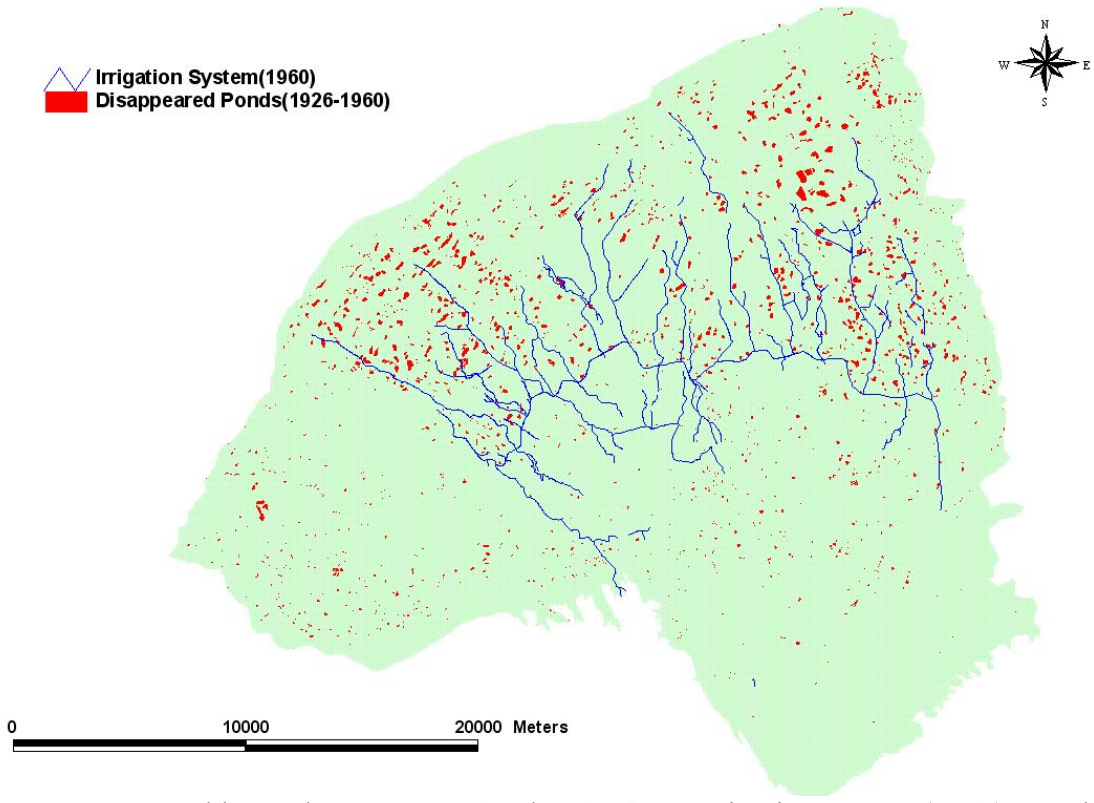 N
W E
S
Irrigation System(1960)
Disappeared Ponds(1926-1960)
0 10000 20000 Meters